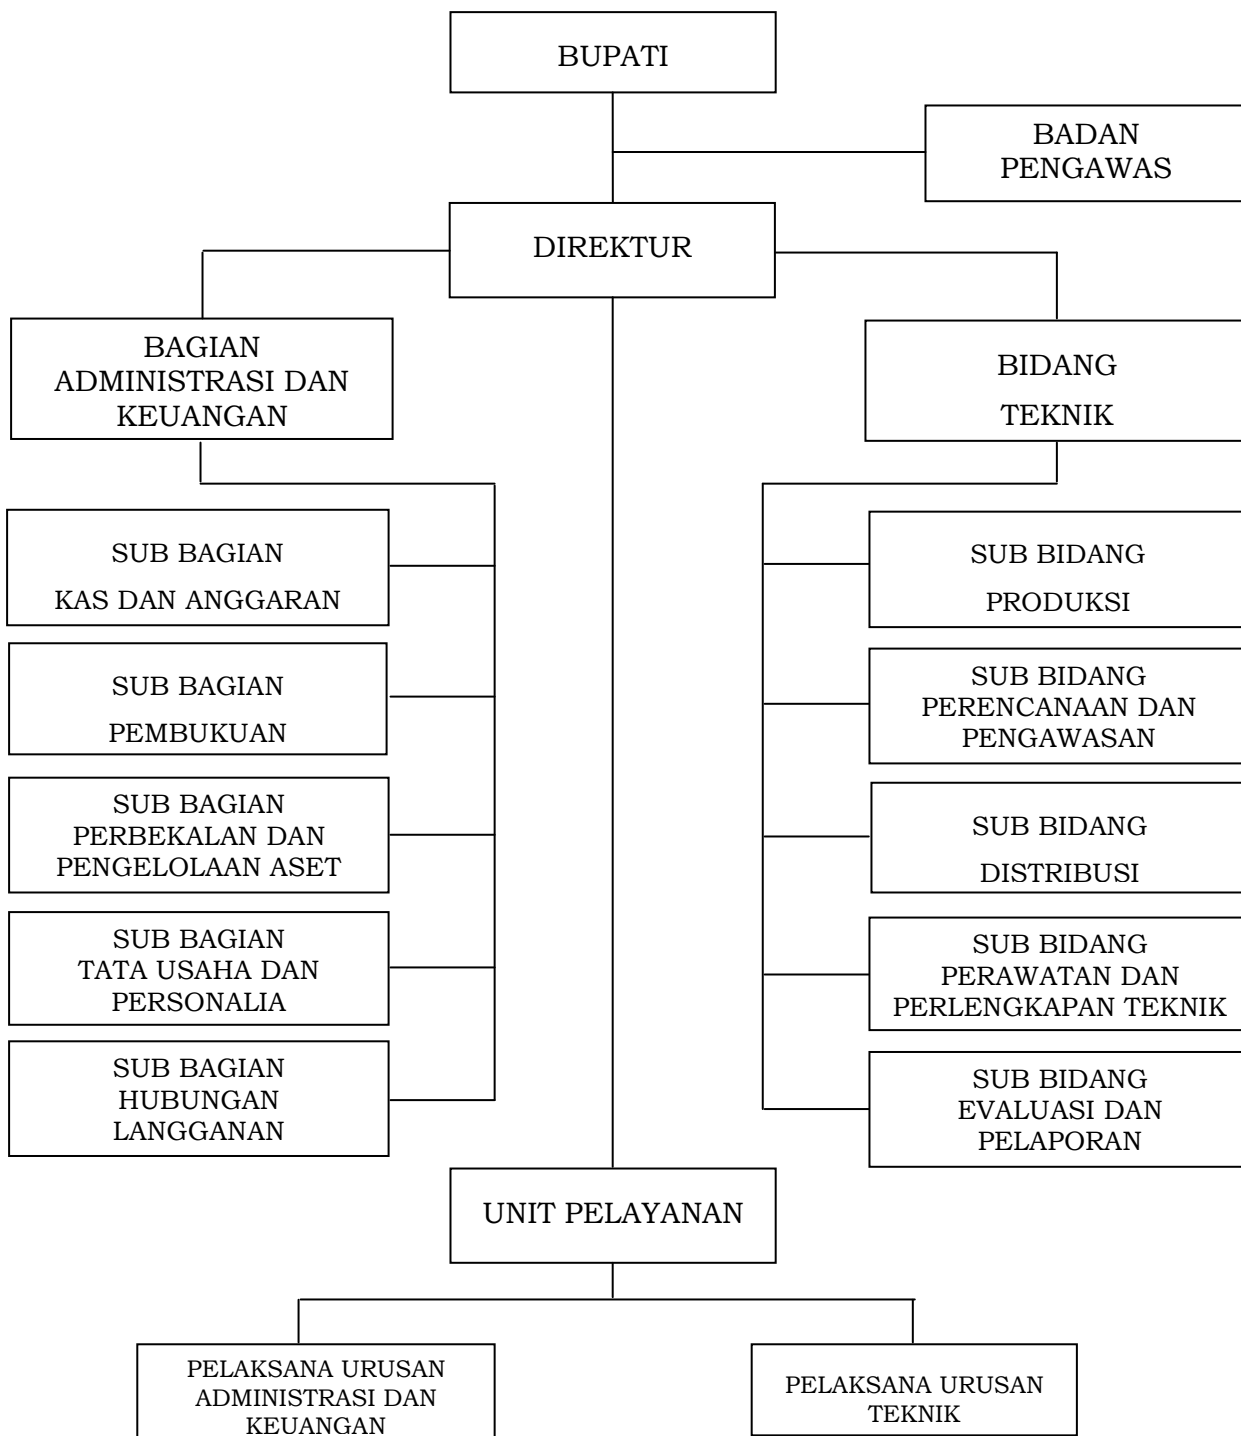 BUPATI
BADAN
PENGAWAS
DIREKTUR
BAGIAN
ADMINISTRASI DAN
KEUANGAN
BIDANG
TEKNIK
SUB BAGIAN
KAS DAN ANGGARAN
SUB BAGIAN
PEMBUKUAN
SUB BAGIAN
PERBEKALAN DAN
PENGELOLAAN ASET
SUB BAGIAN
TATA USAHA DAN
PERSONALIA
SUB BAGIAN
HUBUNGAN
LANGGANAN
SUB BIDANG
PRODUKSI
SUB BIDANG
PERENCANAAN DAN
PENGAWASAN
SUB BIDANG
DISTRIBUSI
SUB BIDANG
PERAWATAN DAN
PERLENGKAPAN TEKNIK
SUB BIDANG
EVALUASI DAN
PELAPORAN
UNIT PELAYANAN
PELAKSANA URUSAN
ADMINISTRASI DAN
KEUANGAN
PELAKSANA URUSAN
TEKNIK